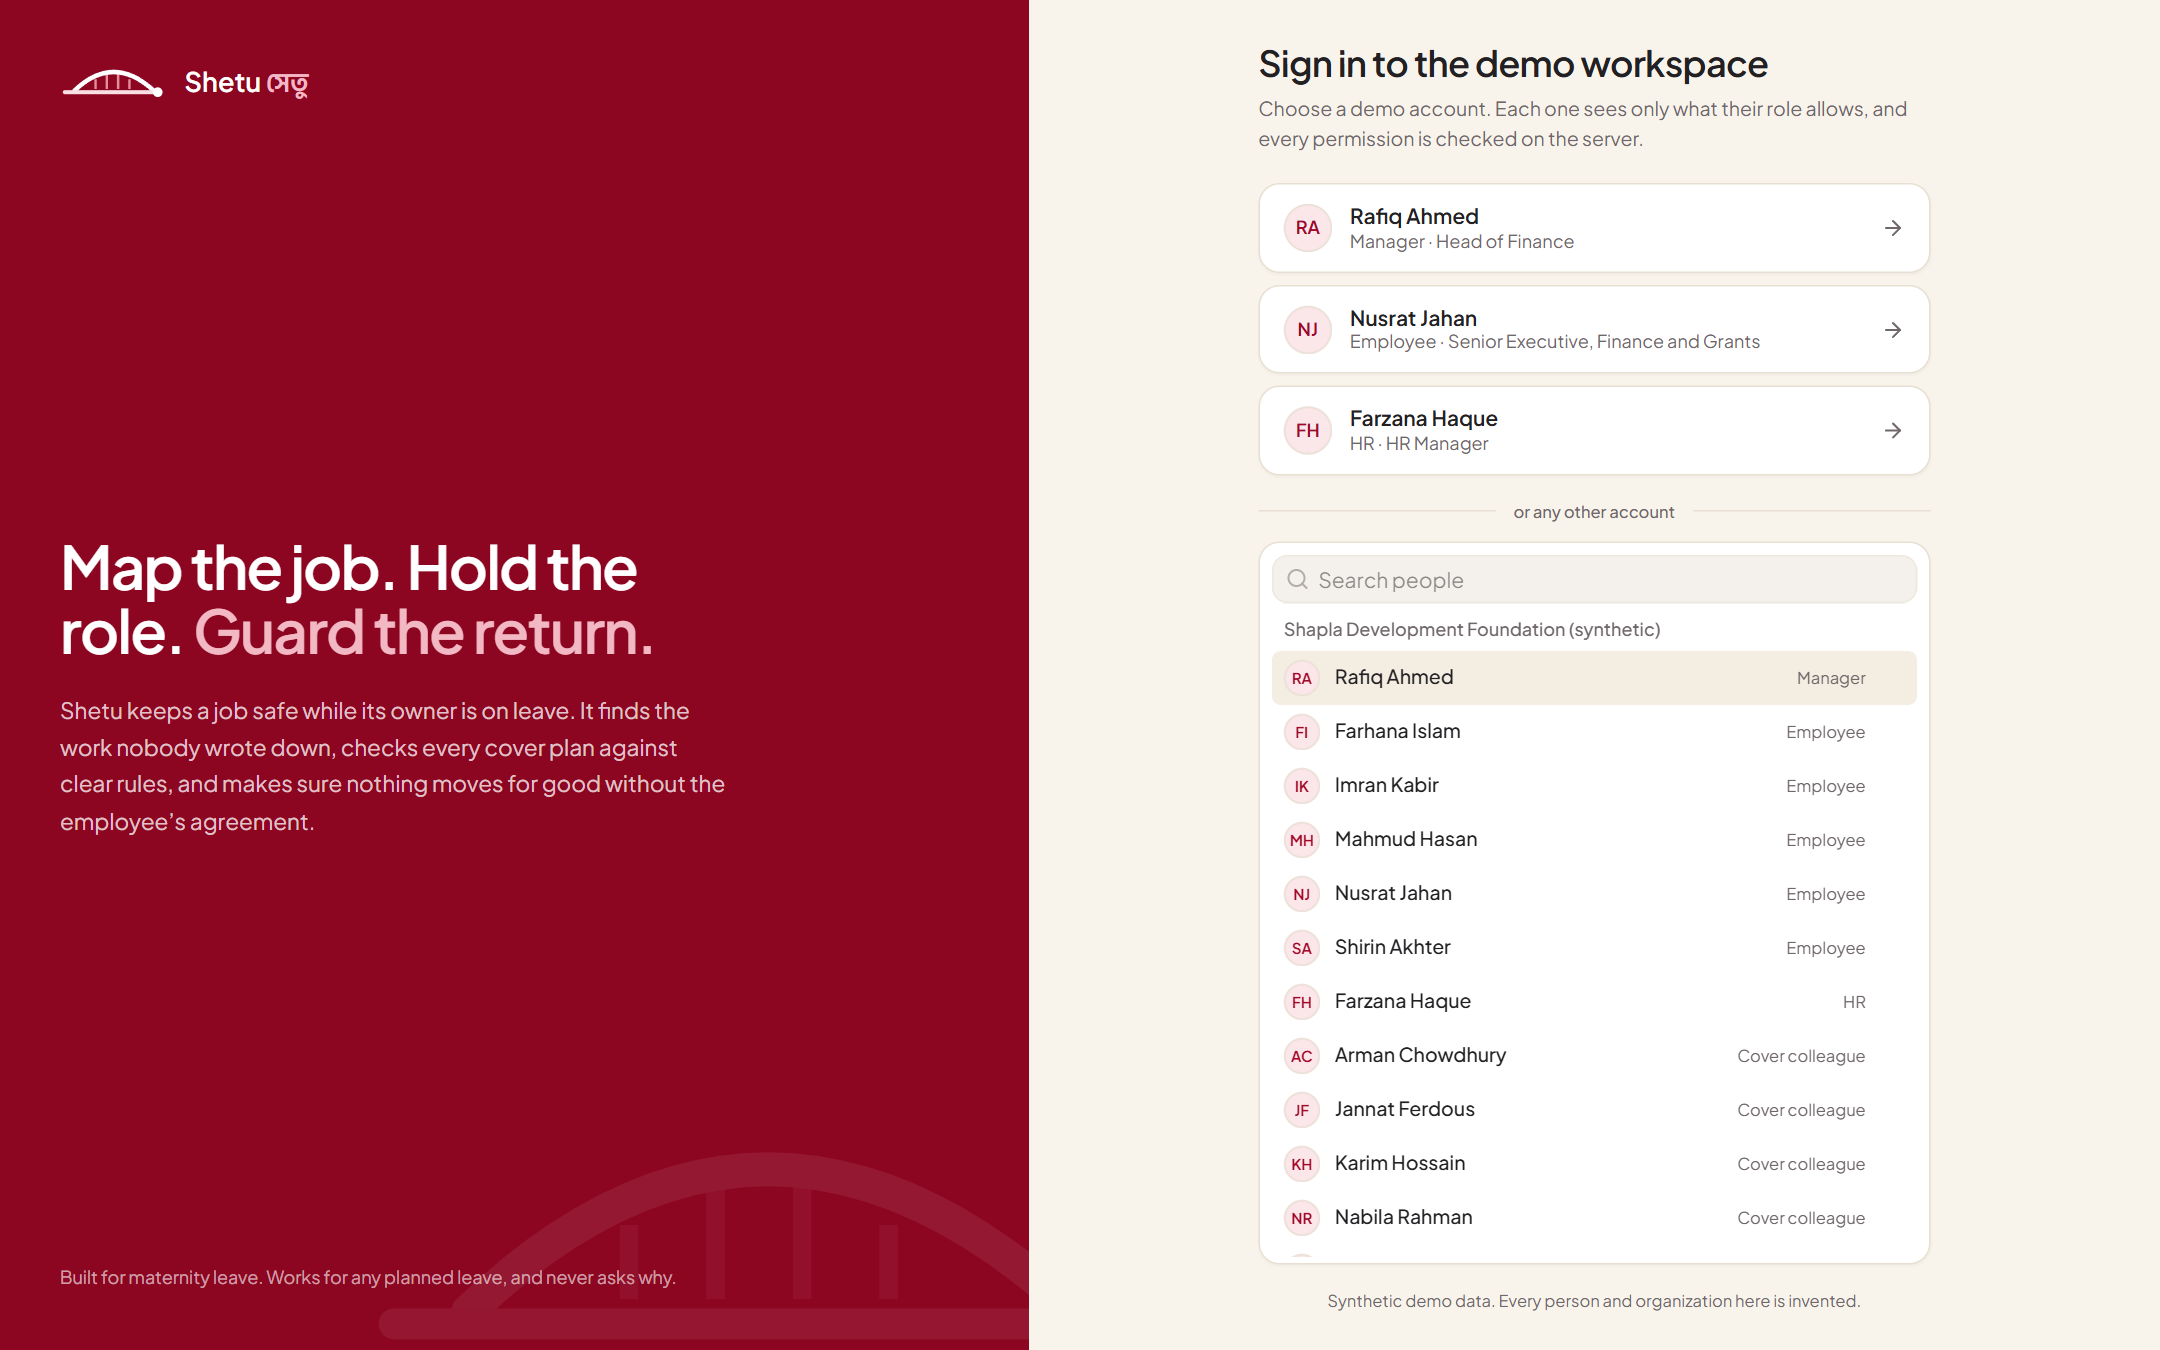 Shetu সেতু
Map the job. Hold the
role. Guard the return.
Shetu keeps a job safe while its owner is on leave. It finds the
work nobody wrote down, checks every cover plan against
clear rules, and makes sure nothing moves for good without the
employee’s agreement.
Built for maternity leave. Works for any planned leave, and never asks why.
Sign in to the demo workspace
Choose a demo account. Each one sees only what their role allows, and
every permission is checked on the server.
RA
Rafiq Ahmed
Manager · Head of Finance
NJ
Nusrat Jahan
Employee · Senior Executive, Finance and Grants
FH
Farzana Haque
HR · HR Manager
or any other account
Search people
Shapla Development Foundation (synthetic)
RA Rafiq Ahmed Manager
FI Farhana Islam Employee
IK Imran Kabir Employee
MH Mahmud Hasan Employee
NJ Nusrat Jahan Employee
SA Shirin Akhter Employee
FH Farzana Haque HR
AC Arman Chowdhury Cover colleague
JF Jannat Ferdous Cover colleague
KH Karim Hossain Cover colleague
NR Nabila Rahman Cover colleague
Synthetic demo data. Every person and organization here is invented.